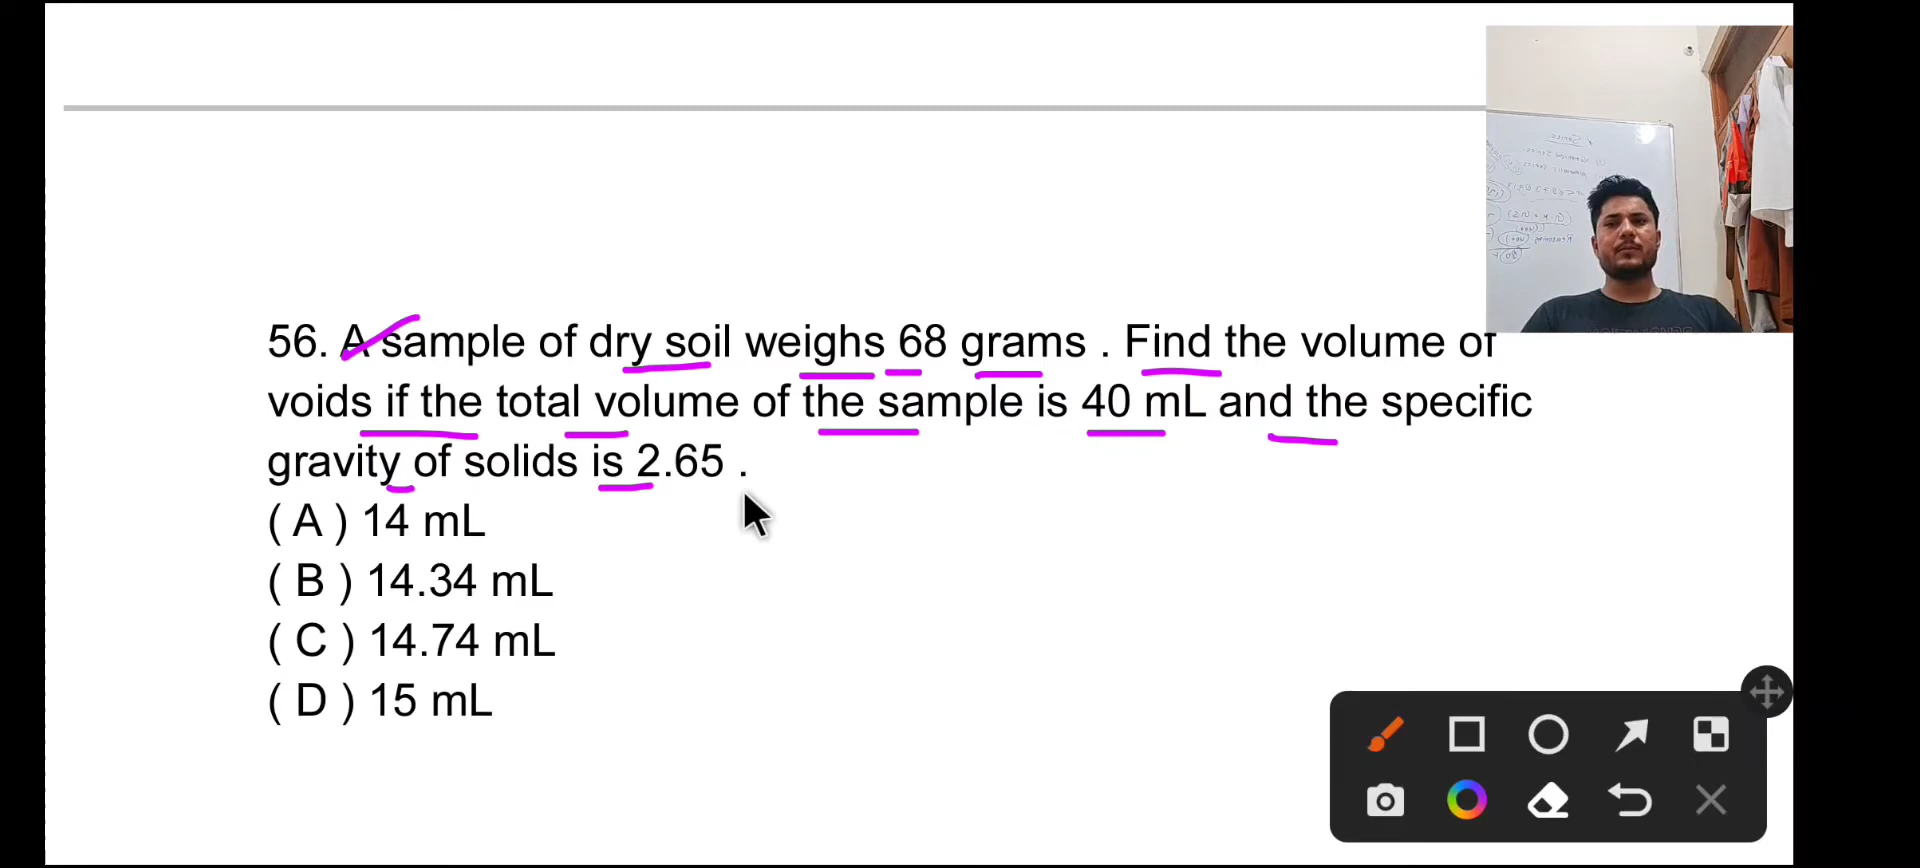 56. A sample of dry soil weighs 68 grams . Find the volume of
voids if the total volume of the sample is 40 mL and the specific
gravity of solids is 2.65 .
( A ) 14 mL
( B ) 14.34 mL
( C ) 14.74 mL
( D ) 15 mL